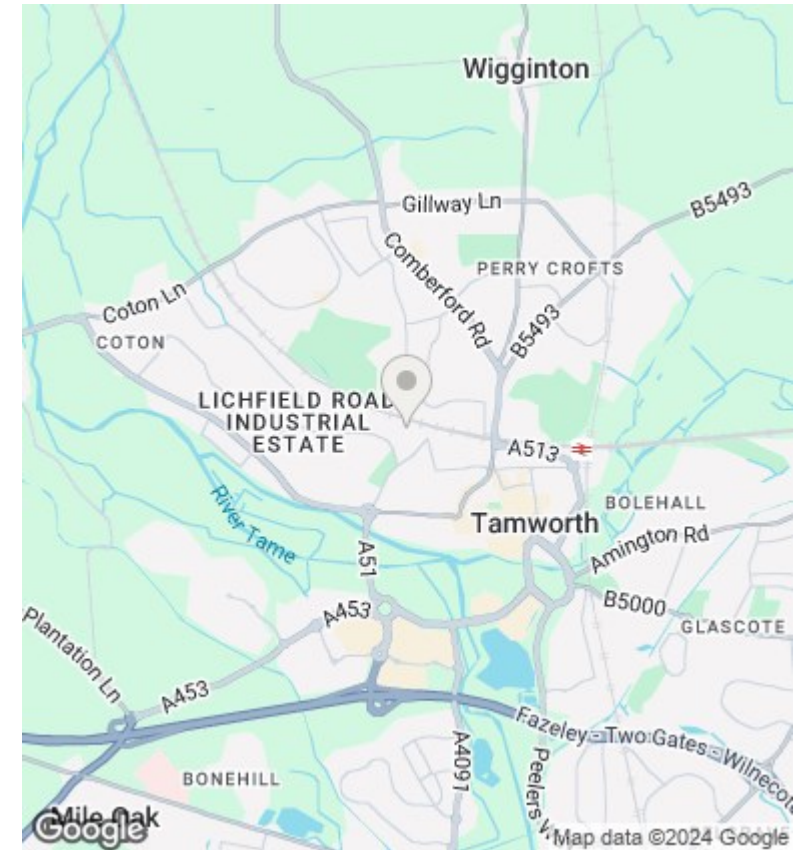 Wigginton
Gillway Ln
B5493
Comberford Rd
PERRY CROFTS
Coton Ln
B5493
COTON
LICHFIELD ROAD
INDUSTRIAL
ESTATE
A513
River Tame
BOLEHALL
Tamworth
Amington Rd
A51
B5000
A453
GLASCOTE
Plantation Ln
A453
Fazeley - Two Gates - Wilnecote
A4091
Peelers W
BONEHILL
Mile Oak
Google
Map data ©2024 Google